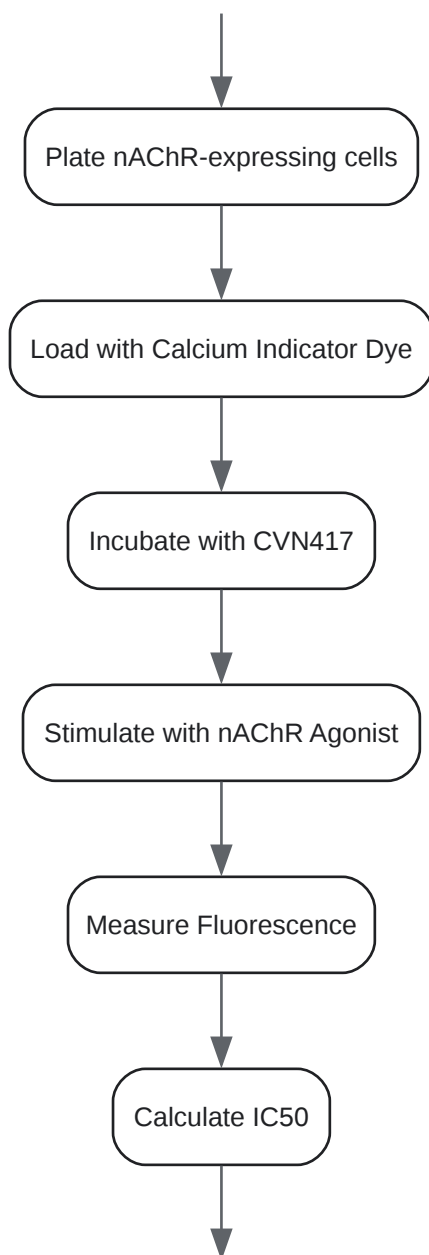 Plate nAChR-expressing cells
Load with Calcium Indicator Dye
Incubate with CVN417
Stimulate with nAChR Agonist
Measure Fluorescence
Calculate IC50